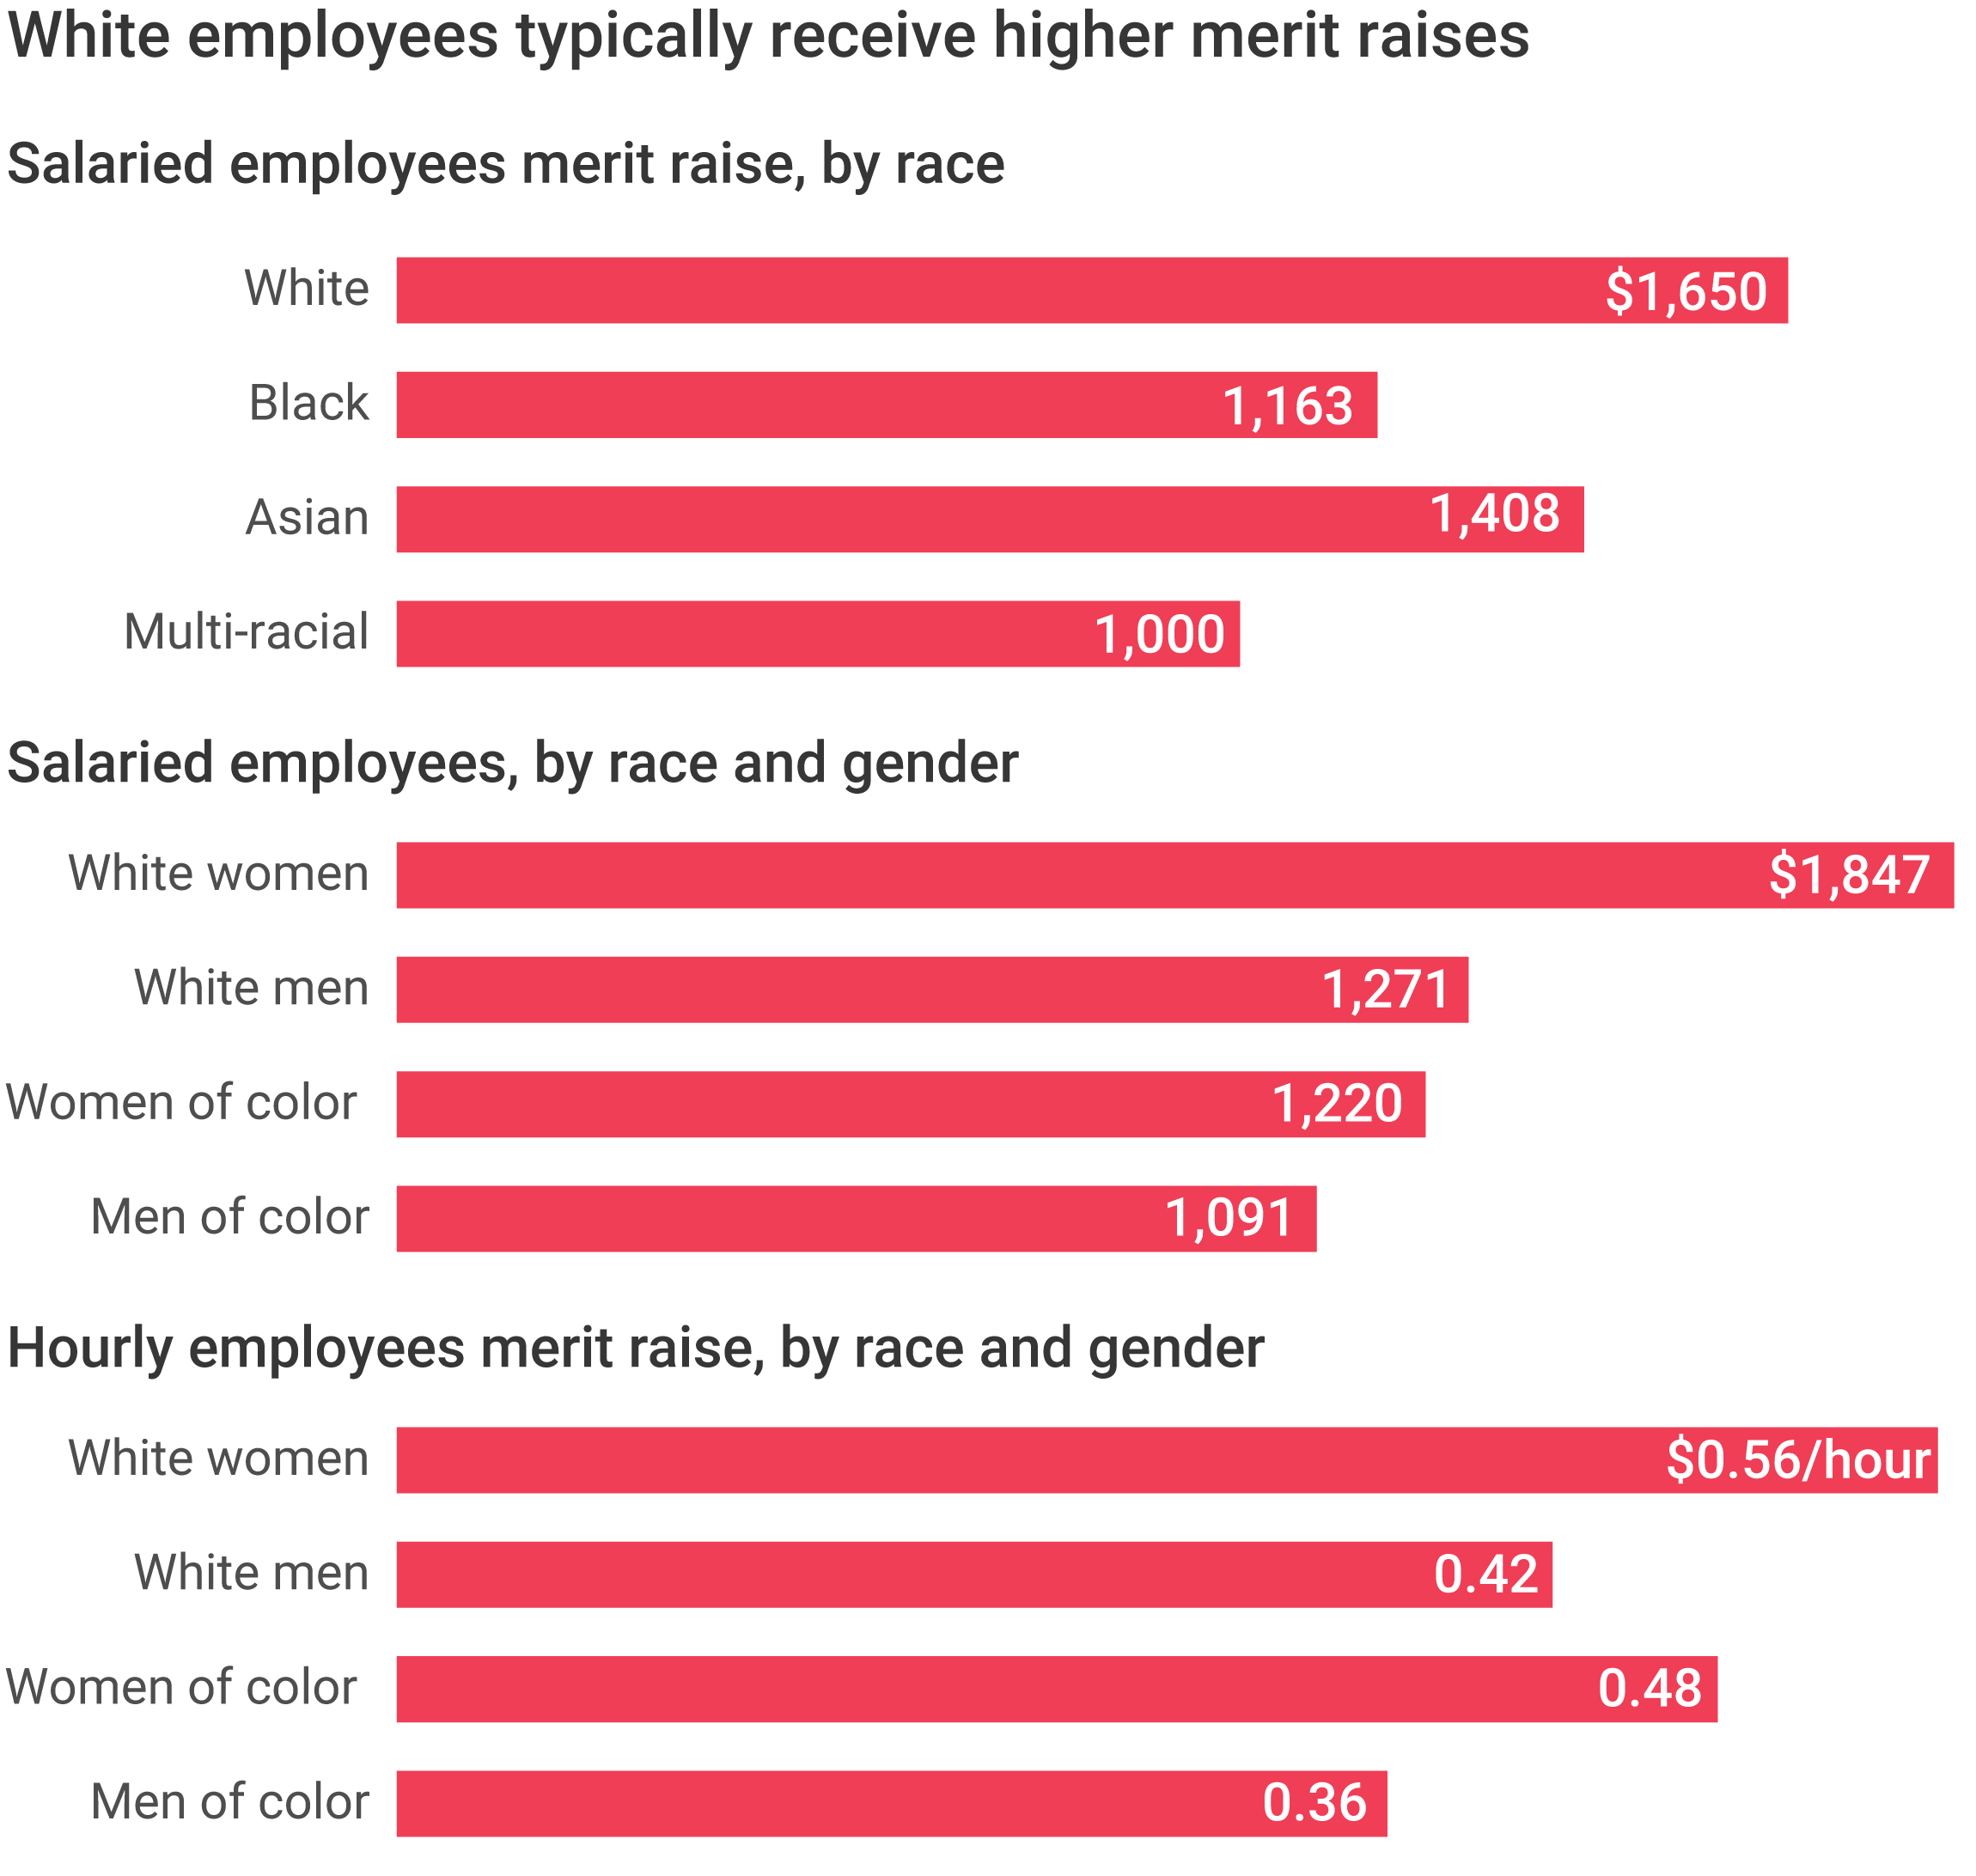 White employees typically receive higher merit raises
Salaried employees merit raise, by race
White $1,650
Black 1,163
Asian 1,408
Multi-racial 1,000
Salaried employees, by race and gender
White women $1,847
White men 1,271
Women of color 1,220
Men of color 1,091
Hourly employees merit raise, by race and gender
White women $0.56/hour
White men 0.42
Women of color 0.48
Men of color 0.36